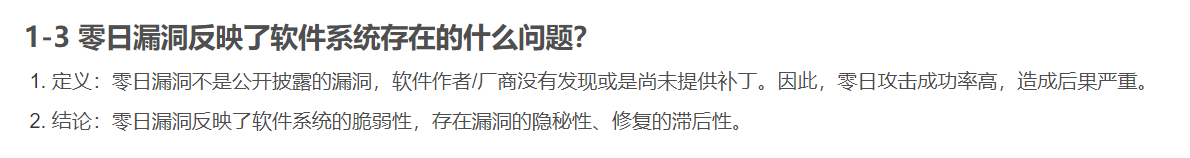 1-3 零日漏洞反映了软件系统存在的什么问题？
1. 定义：零日漏洞不是公开披露的漏洞，软件作者/厂商没有发现或是尚未提供补丁。因此，零日攻击成功率高，造成后果严重。
2. 结论：零日漏洞反映了软件系统的脆弱性，存在漏洞的隐秘性、修复的滞后性。